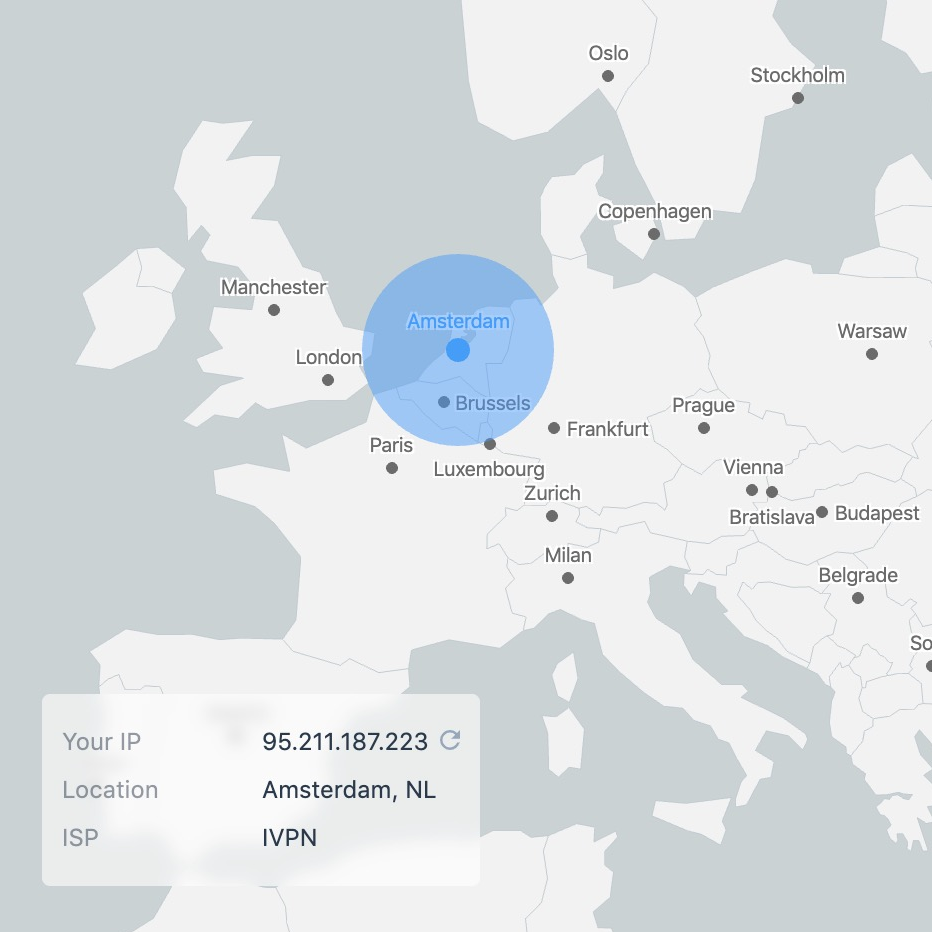 Oslo
Stockholm
Copenhagen
Manchester
Amsterdam
Warsaw
London
Brussels
Prague
Frankfurt
Paris
Luxembourg
Vienna
Zurich
Bratislava
Budapest
Milan
Belgrade
So
Your IP 95.211.187.223
Location Amsterdam, NL
ISP IVPN